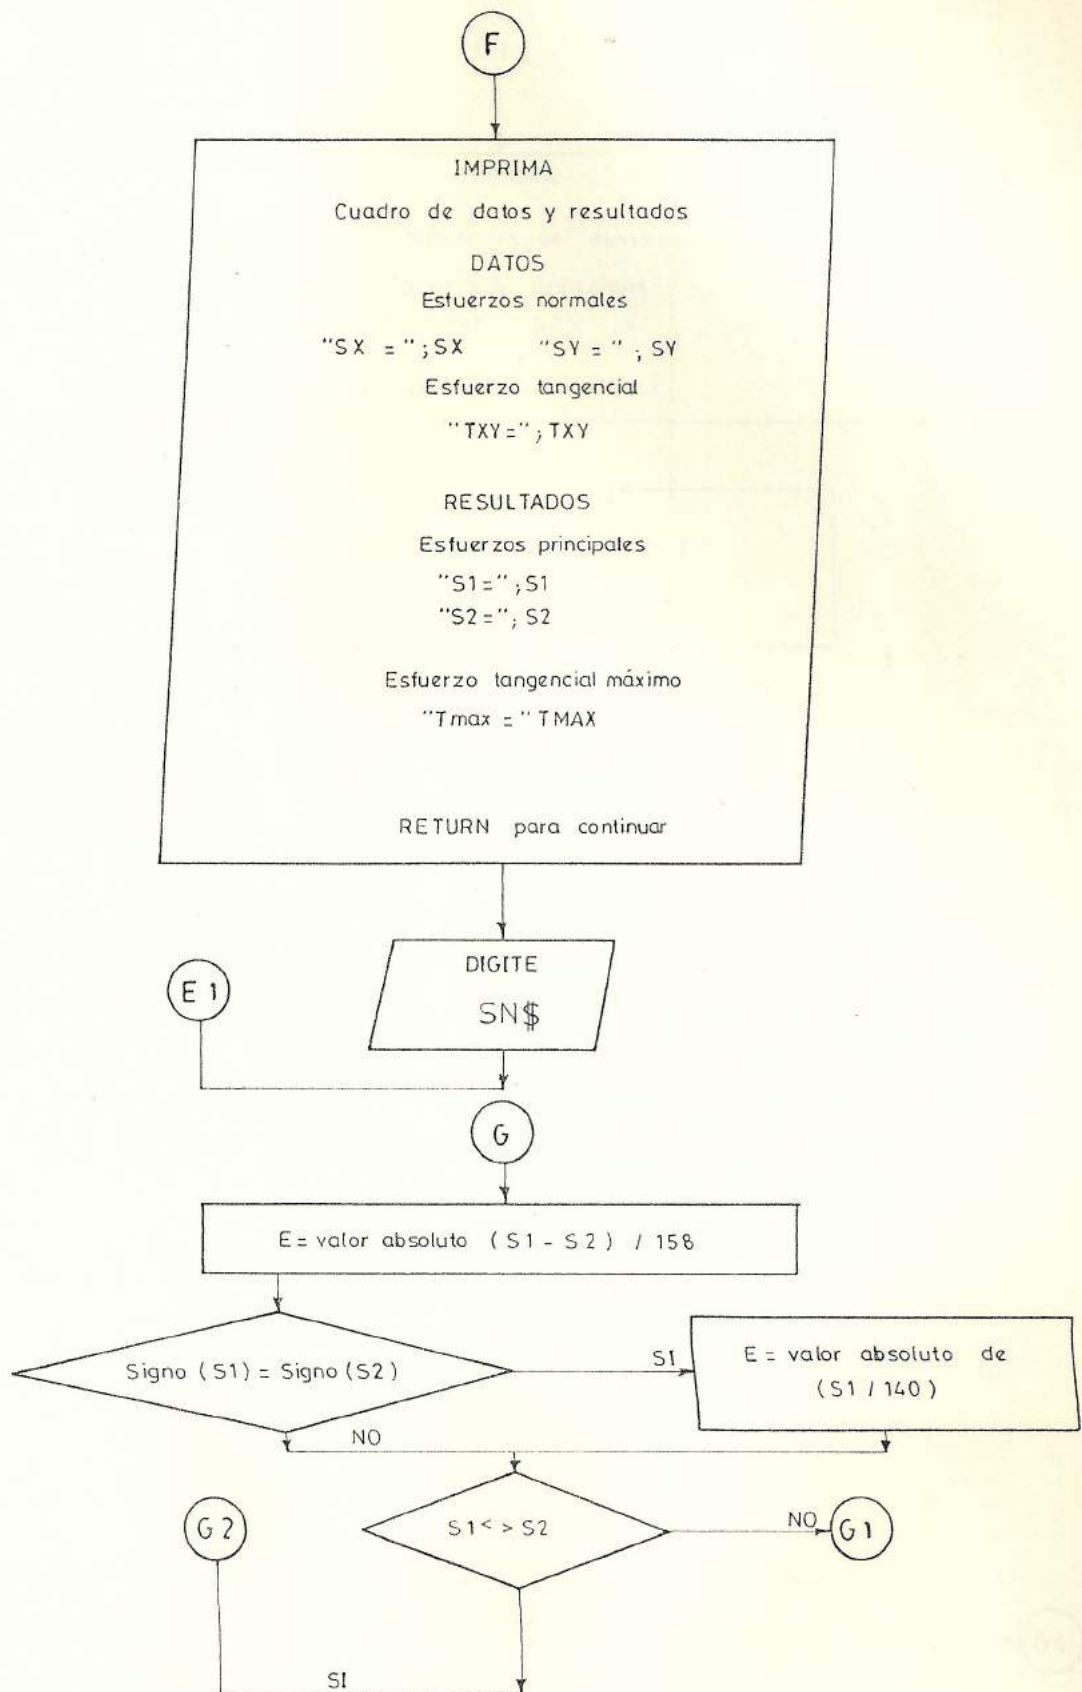 F
IMPRIMA
Cuadro de datos y resultados
DATOS
Esfuerzos normales
"SX = ";SX "SY = " ; SY
Esfuerzo tangencial
"TXY=" ; TXY
RESULTADOS
Esfuerzos principales
"S1=" ; S1
"S2=" ; S2
Esfuerzo tangencial máximo
"Tmax = " TMAX
RETURN para continuar
DIGITE
E 1
SN$
G
E = valor absoluto ( S1 - S2 ) / 158
Signo (S1) = Signo (S2)
SI
E = valor absoluto de
(S1 / 140)
NO
G 2
S1 < > S2
NO
G 1
SI